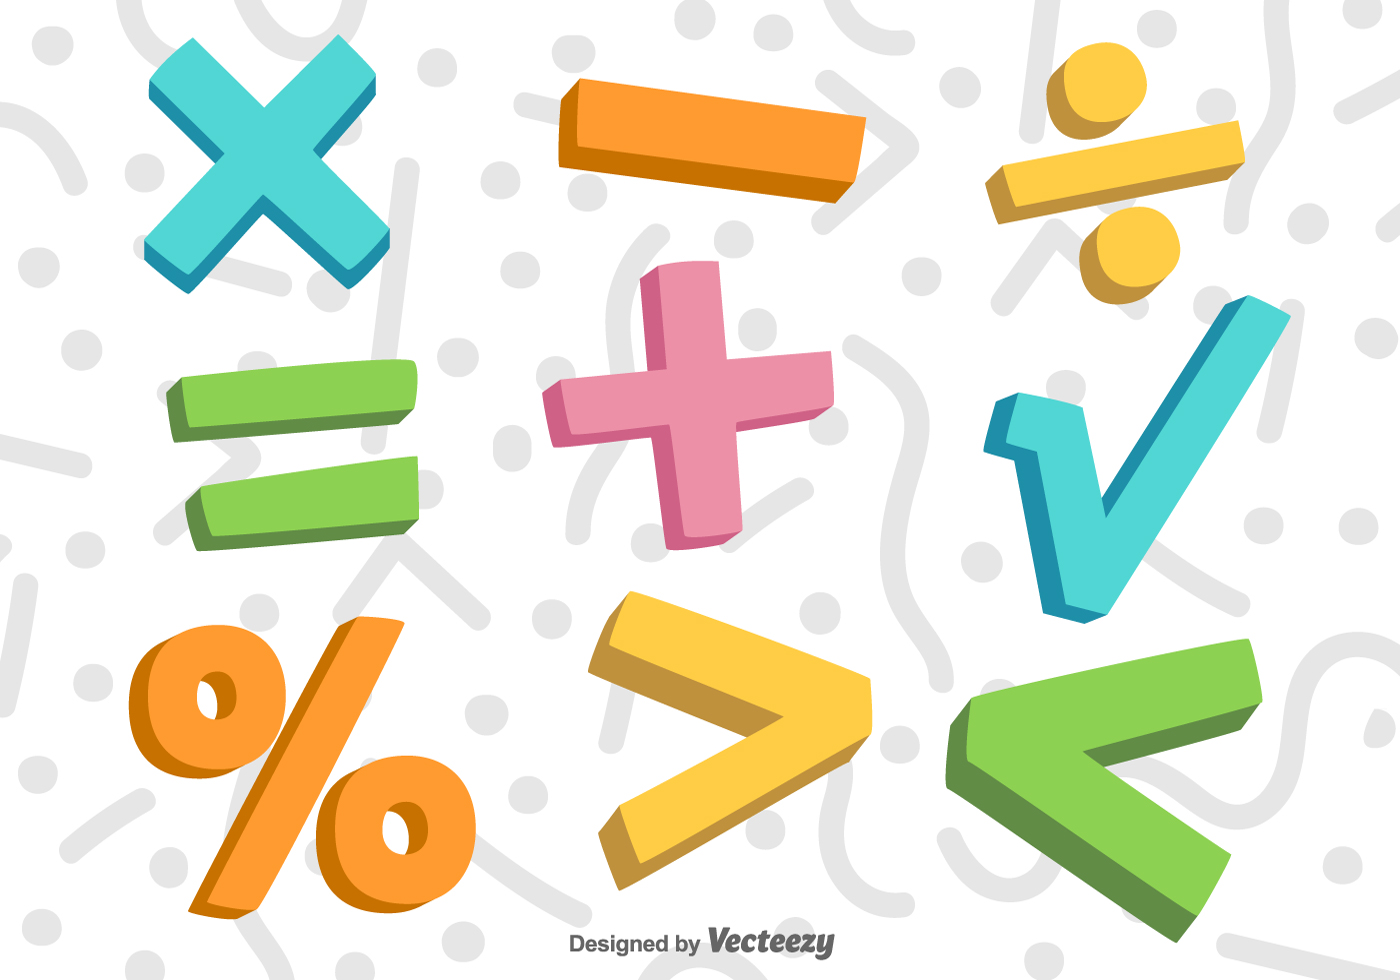 × − ÷
= + √
% > <
Designed by Vecteezy